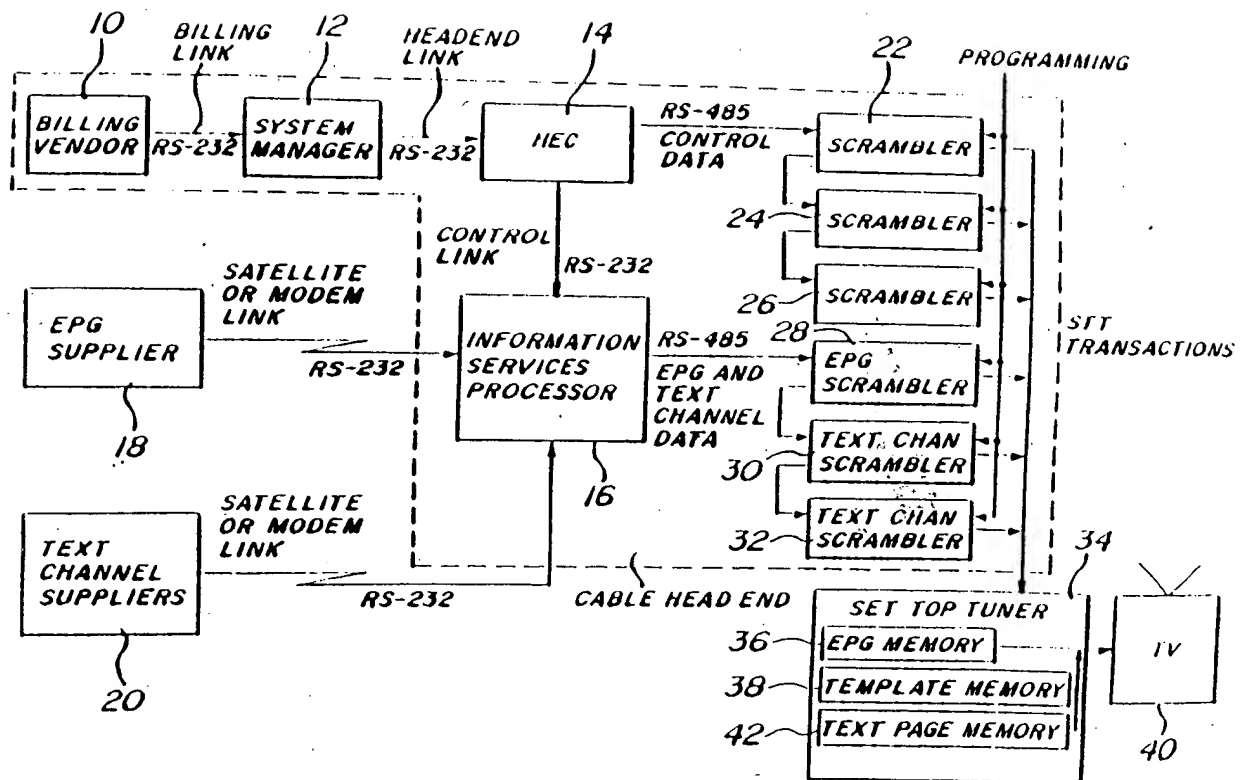 10
BILLING
LINK
12
HEADEND
LINK
14
22
PROGRAMMING
BILLING
VENDOR
RS-232
SYSTEM
MANAGER
RS-232
HEC
RS-485
CONTROL
DATA
SCRAMBLER
24
SCRAMBLER
CONTROL
LINK
RS-232
26
SCRAMBLER
STT
TRANSACTIONS
SATELLITE
OR MODEM
LINK
EPG
SUPPLIER
RS-232
18
INFORMATION
SERVICES
PROCESSOR
16
RS-485
EPG AND
TEXT
CHANNEL
DATA
28
EPG
SCRAMBLER
30
TEXT CHAN
SCRAMBLER
32
TEXT CHAN
SCRAMBLER
SATELLITE
OR MODEM
LINK
TEXT
CHANNEL
SUPPLIERS
RS-232
20
CABLE HEAD END
34
SET TOP TUNER
36
EPG MEMORY
38
TEMPLATE MEMORY
42
TEXT PAGE MEMORY
TV
40